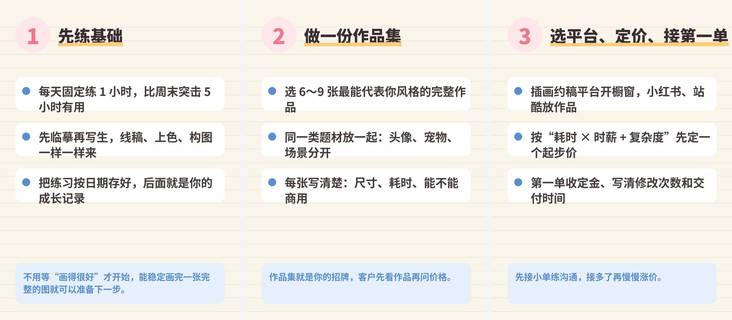 1 先练基础
每天固定练 1 小时，比周末突击 5
小时有用
先临摹再写生，线稿、上色、构图
一样一样来
把练习按日期存好，后面就是你的
成长记录
不用等“画得很好”才开始，能稳定画完一张完
整的图就可以准备下一步。
2 做一份作品集
选 6～9 张最能代表你风格的完整作
品
同一类题材放一起：头像、宠物、
场景分开
每张写清楚：尺寸、耗时、能不能
商用
作品集就是你的招牌，客户先看作品再问价格。
3 选平台、定价、接第一单
插画约稿平台开橱窗，小红书、站
酷放作品
按“耗时 × 时薪 + 复杂度”先定一
个起步价
第一单收定金、写清修改次数和交
付时间
先接小单练沟通，接多了再慢慢涨价。